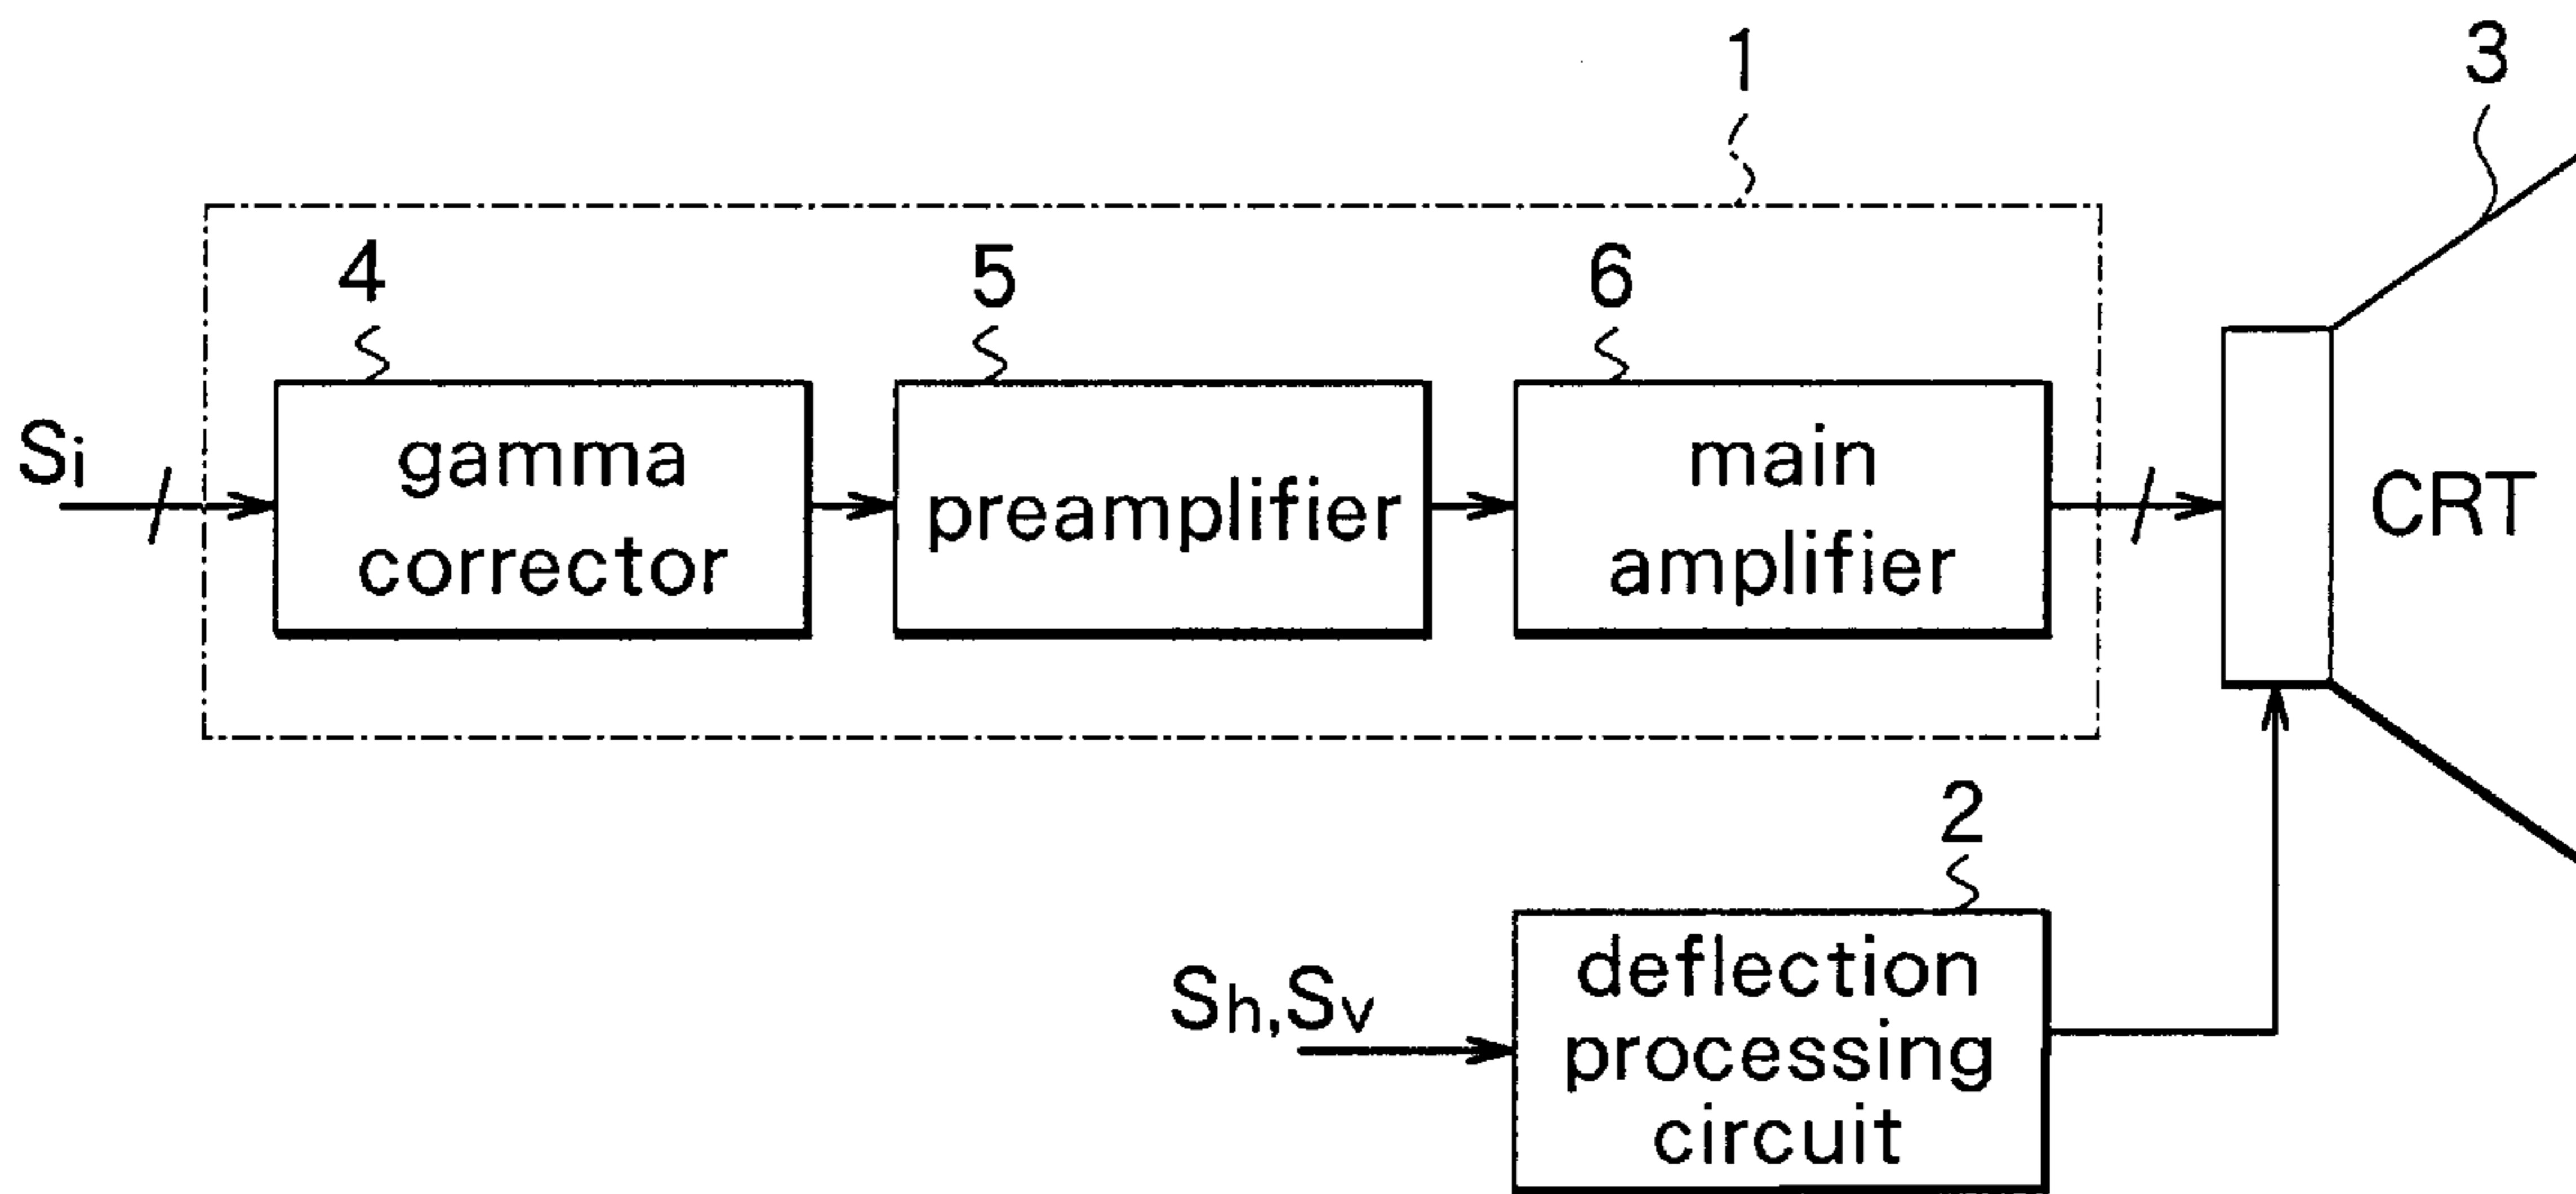 1
3
4
5
6
Si
gamma
corrector
preamplifier
main
amplifier
CRT
2
Sh,Sv
deflection
processing
circuit